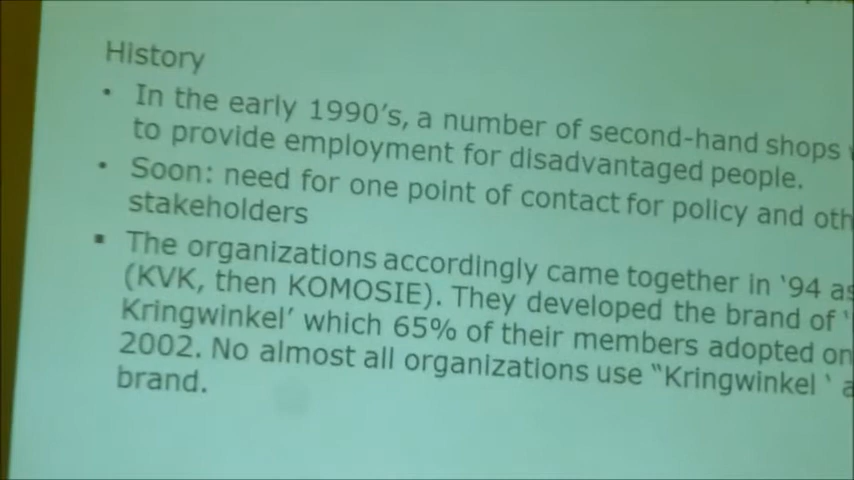 History
• In the early 1990's, a number of second-hand shops
to provide employment for disadvantaged people.
• Soon: need for one point of contact for policy and
stakeholders
▪ The organizations accordingly came together in '94 as
(KVK, then KOMOSIE). They developed the brand of '
Kringwinkel' which 65% of their members adopted on
2002. No almost all organizations use “Kringwinkel ‘
brand.